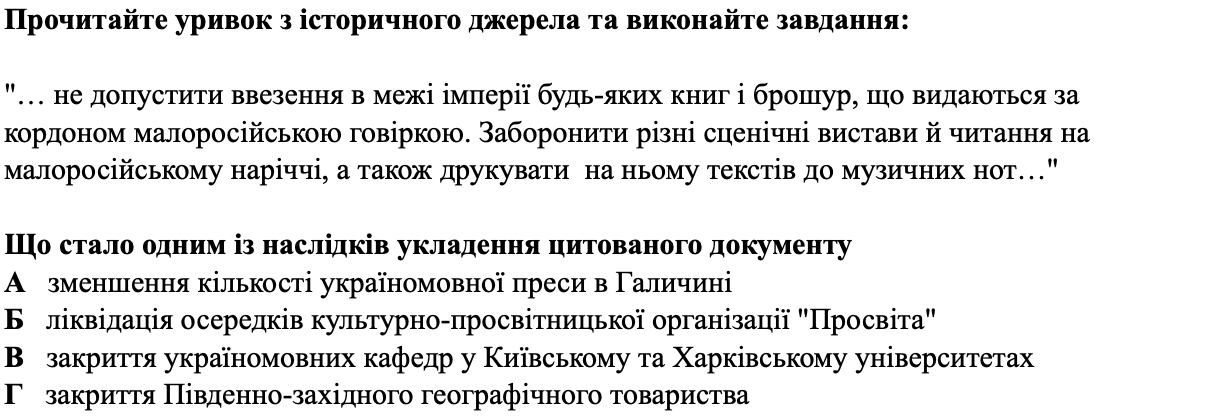 Прочитайте уривок з історичного джерела та виконайте завдання:
"… не допустити ввезення в межі імперії будь-яких книг і брошур, що видаються за
кордоном малоросійською говіркою. Заборонити різні сценічні вистави й читання на
малоросійському наріччі, а також друкувати  на ньому текстів до музичних нот…"
Що стало одним із наслідків укладення цитованого документу
А   зменшення кількості україномовної преси в Галичині
Б   ліквідація осередків культурно-просвітницької організації "Просвіта"
В   закриття україномовних кафедр у Київському та Харківському університетах
Г   закриття Південно-західного географічного товариства